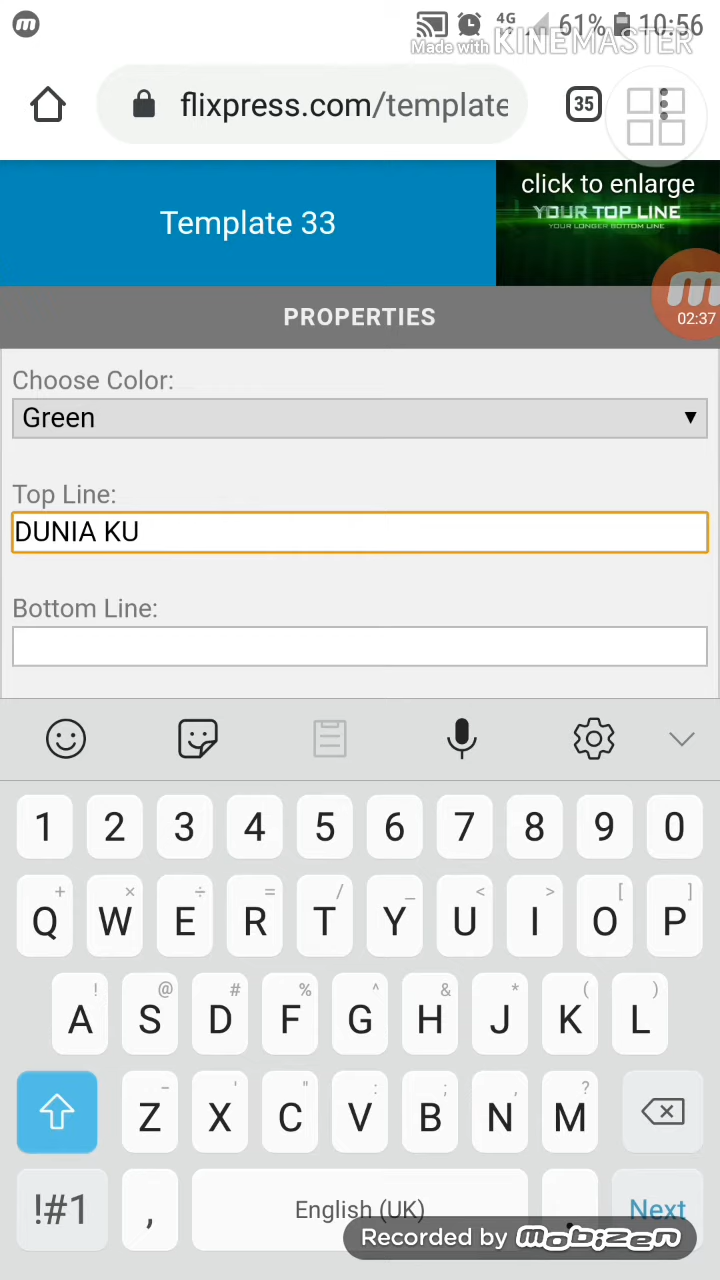 4G 61% 10:56
Made with KINEMASTER
flixpress.com/template
35
Template 33
click to enlarge
YOUR TOP LINE
YOUR LONGER BOTTOM LINE
PROPERTIES
02:37
Choose Color:
Green
Top Line:
DUNIA KU
Bottom Line:
1 2 3 4 5 6 7 8 9 0
+ × ÷ = / _ < > [ ]
Q W E R T Y U I O P
! @ # % ^ & * ( )
A S D F G H J K L
- ' " : ; , ?
Z X C V B N M
!#1 , English (UK) . Next
Recorded by mobizen